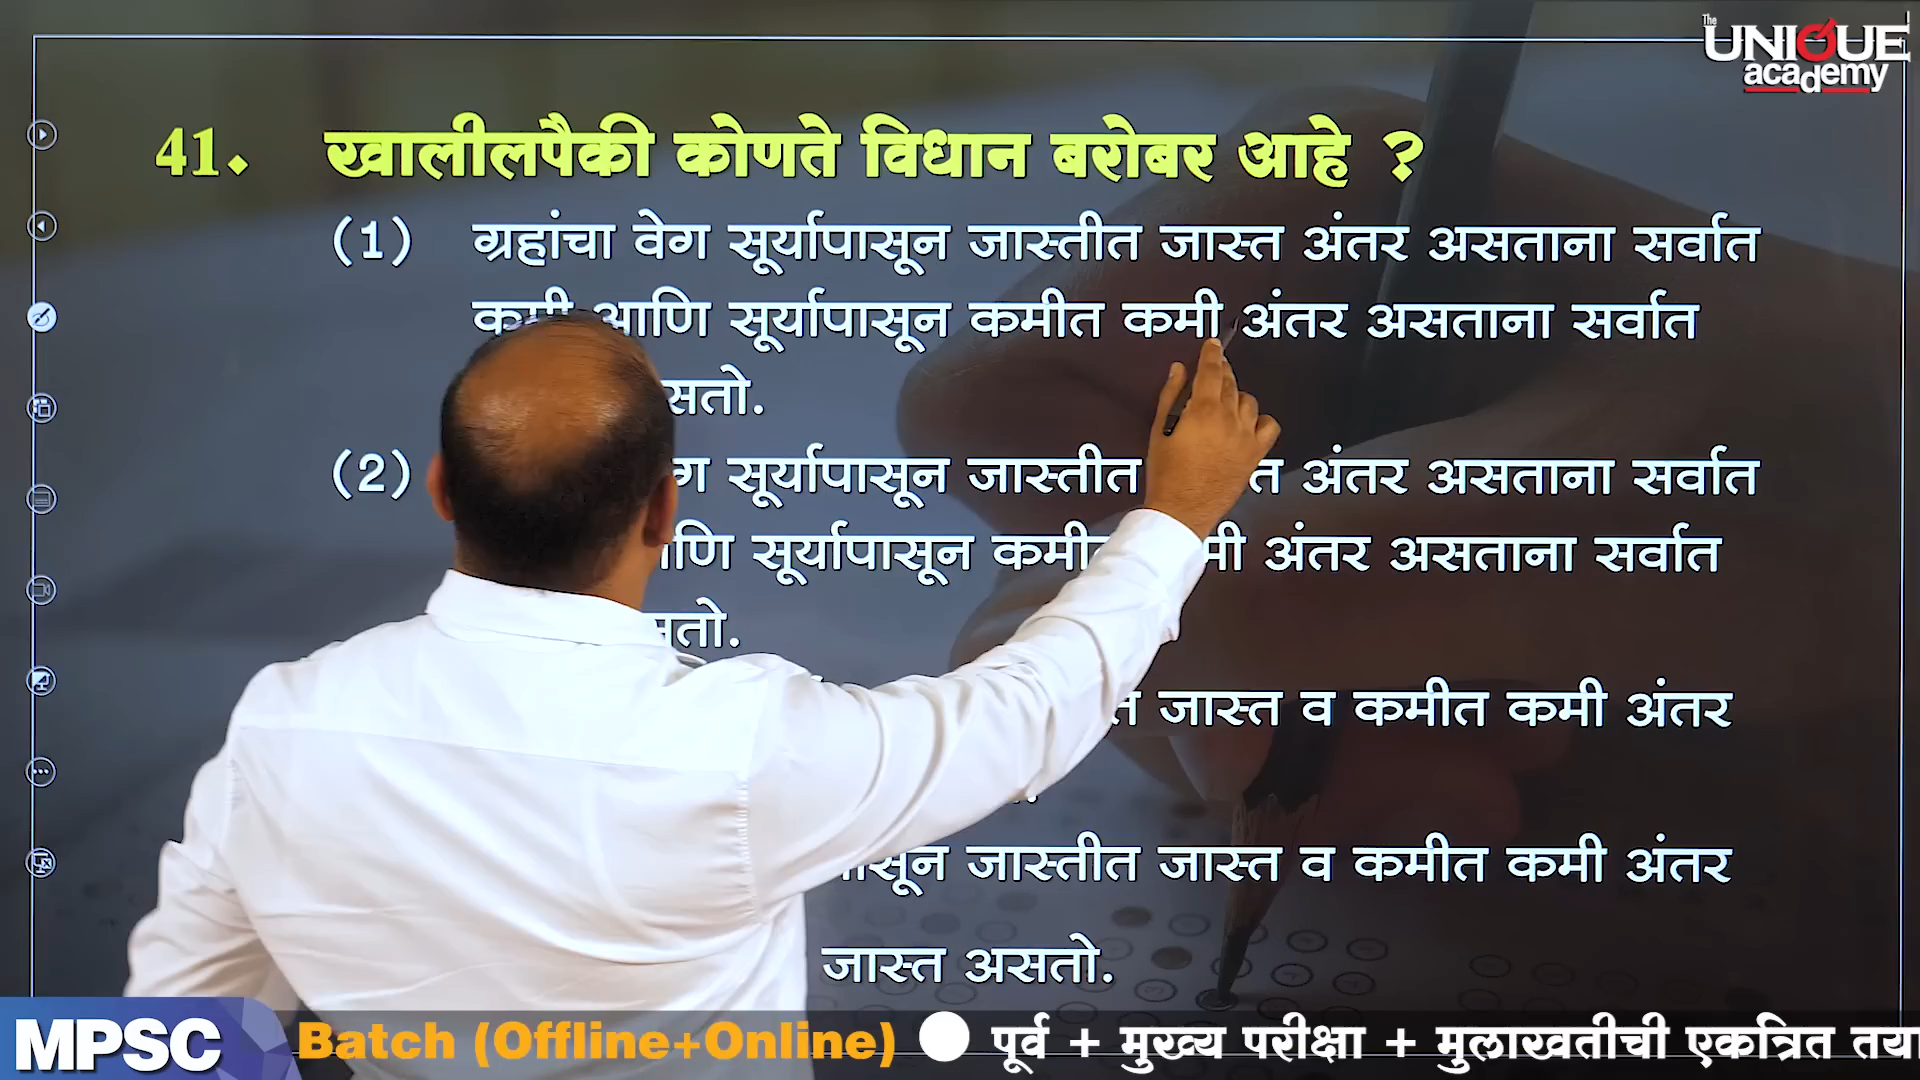 The
UNIQUE
academy
41. खालीलपैकी कोणते विधान बरोबर आहे ?
(1) ग्रहांचा वेग सूर्यापासून जास्तीत जास्त अंतर असताना सर्वात
कमी आणि सूर्यापासून कमीत कमी अंतर असताना सर्वात
सतो.
(2) सूर्यापासून जास्तीत अंतर असताना सर्वात
सूर्यापासून अंतर असताना सर्वात
जास्त व कमीत कमी अंतर
जास्तीत जास्त व कमीत कमी अंतर
जास्त असतो.
MPSC Batch (Offline+Online) पूर्व + मुख्य परीक्षा + मुलाखतीची एकत्रित तया